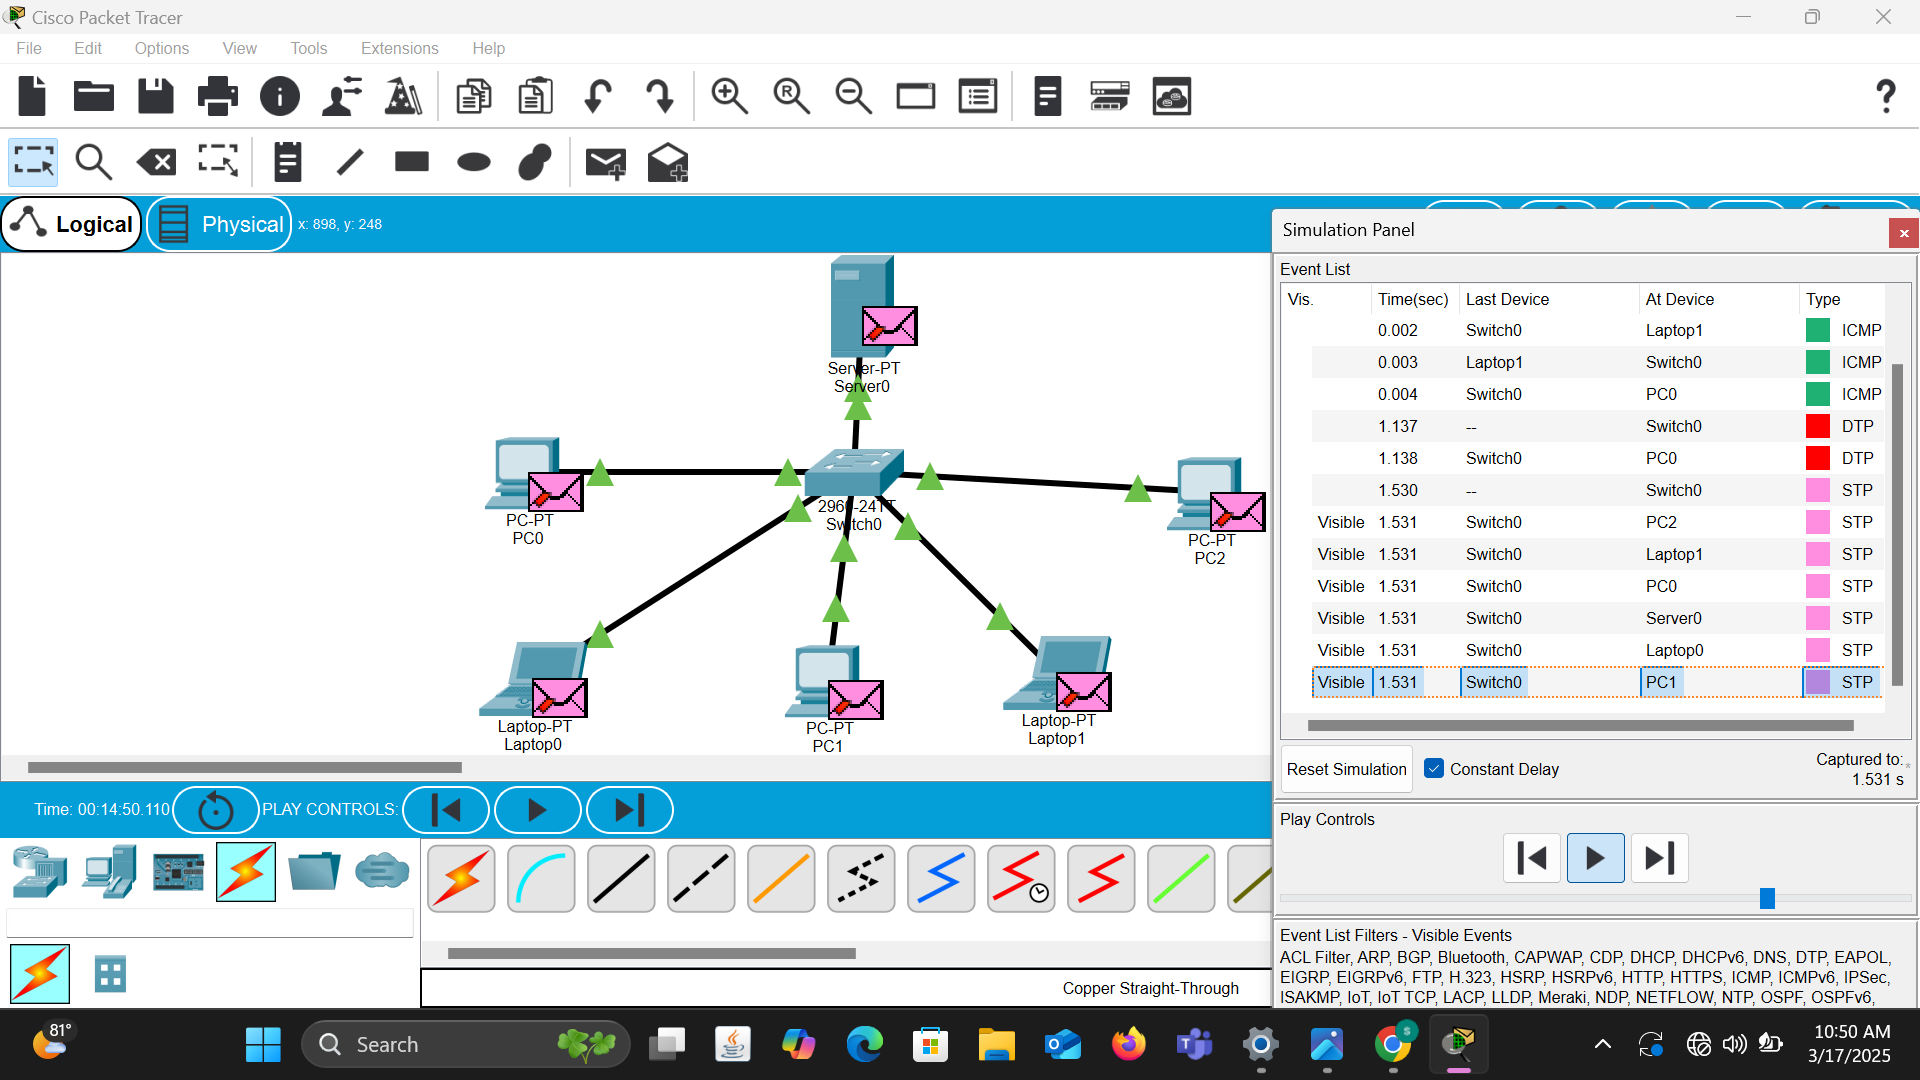 Cisco Packet Tracer
File Edit Options View Tools Extensions Help
Logical Physical x: 898, y: 248
Server-PT
Server0
PC-PT
PC0
Switch0
PC-PT
PC2
Laptop-PT
Laptop0
PC-PT
PC1
Laptop-PT
Laptop1
Simulation Panel
Event List
Vis. Time(sec) Last Device At Device Type
0.002 Switch0 Laptop1 ICMP
0.003 Laptop1 Switch0 ICMP
0.004 Switch0 PC0 ICMP
1.137 -- Switch0 DTP
1.138 Switch0 PC0 DTP
1.530 -- Switch0 STP
Visible 1.531 Switch0 PC2 STP
Visible 1.531 Switch0 Laptop1 STP
Visible 1.531 Switch0 PC0 STP
Visible 1.531 Switch0 Server0 STP
Visible 1.531 Switch0 Laptop0 STP
Visible 1.531 Switch0 PC1 STP
Reset Simulation Constant Delay Captured to: *
1.531 s
Play Controls
Event List Filters - Visible Events
ACL Filter, ARP, BGP, Bluetooth, CAPWAP, CDP, DHCP, DHCPv6, DNS, DTP, EAPOL,
EIGRP, EIGRPv6, FTP, H.323, HSRP, HSRPv6, HTTP, HTTPS, ICMP, ICMPv6, IPSec,
ISAKMP, IoT, IoT TCP, LACP, LLDP, Meraki, NDP, NETFLOW, NTP, OSPF, OSPFv6,
Time: 00:14:50.110 PLAY CONTROLS:
Copper Straight-Through
81°
Search
10:50 AM
3/17/2025